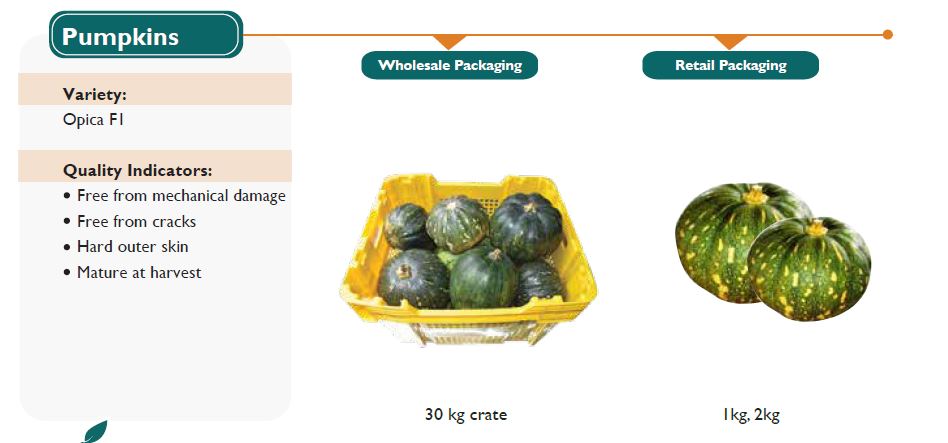 Pumpkins
Wholesale Packaging
Retail Packaging
Variety:
Opica F1
Quality Indicators:
• Free from mechanical damage
• Free from cracks
• Hard outer skin
• Mature at harvest
30 kg crate
1kg, 2kg